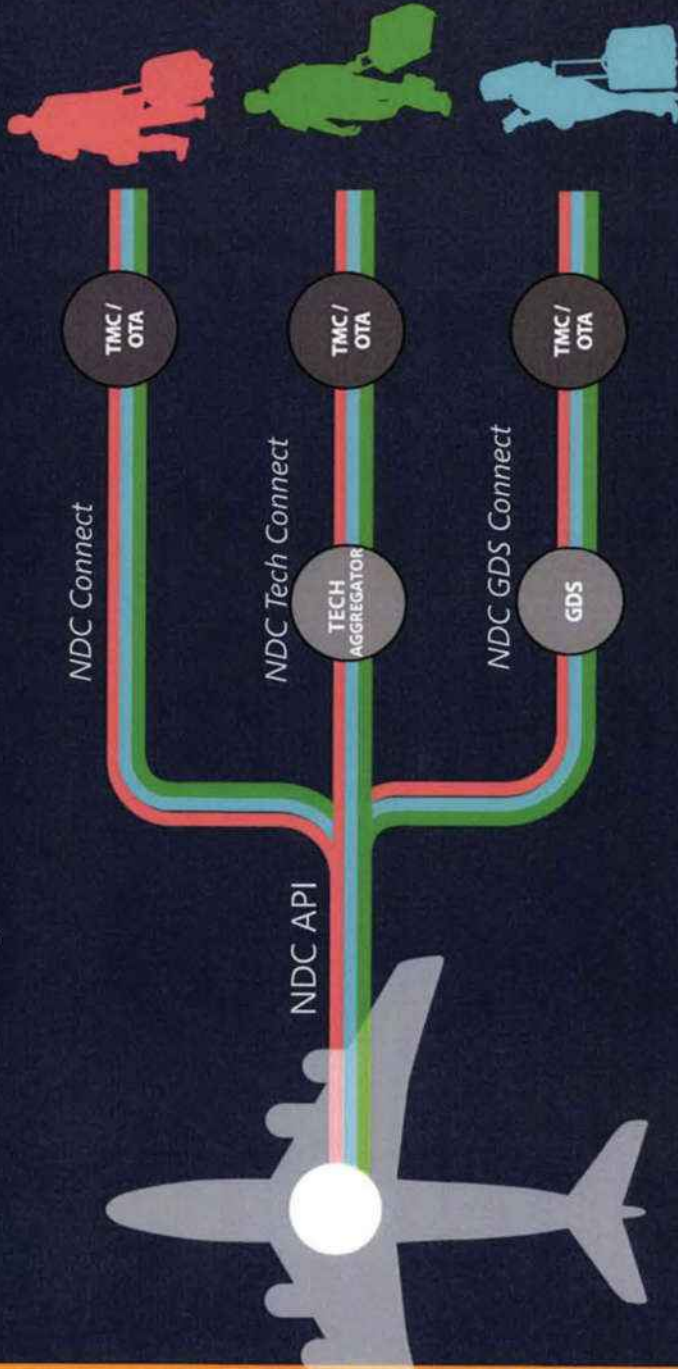 NDC API
NDC Connect
TMC /
OTA
NDC Tech Connect
TECH
AGGREGATOR
TMC /
OTA
NDC GDS Connect
GDS
TMC /
OTA